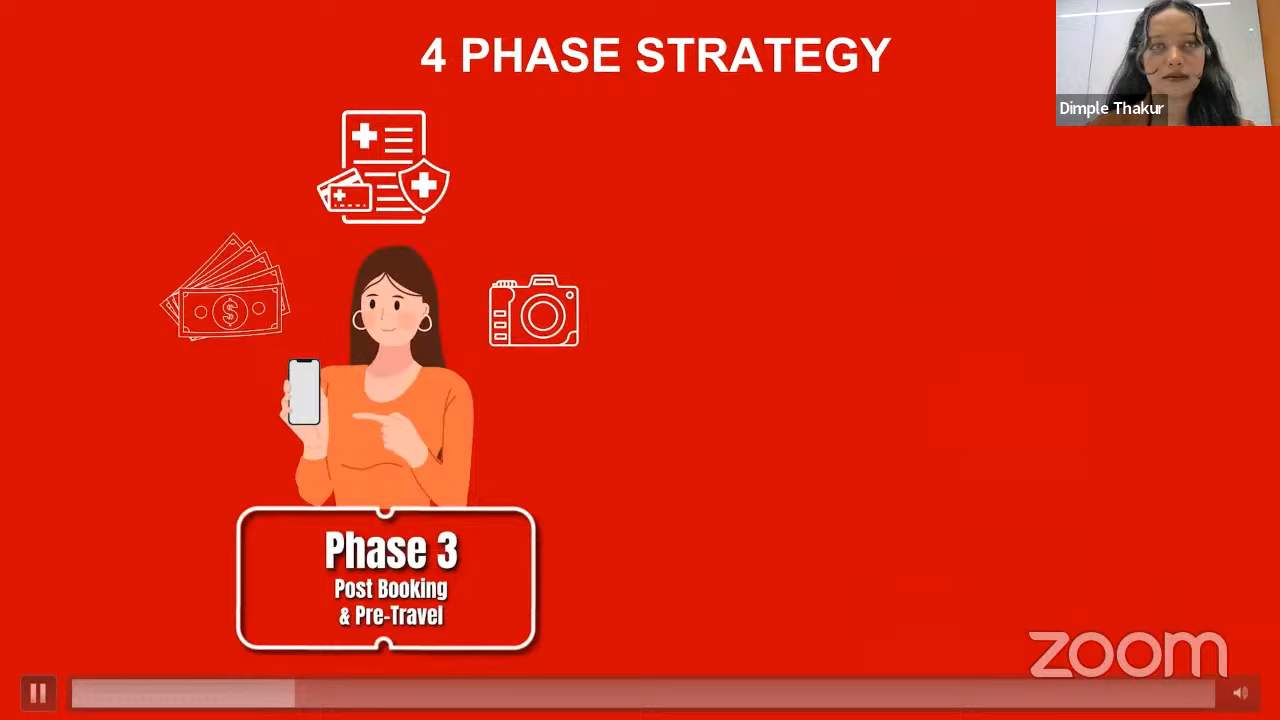 4 PHASE STRATEGY
Dimple Thakur
$
Phase 3
Post Booking
& Pre-Travel
zoom